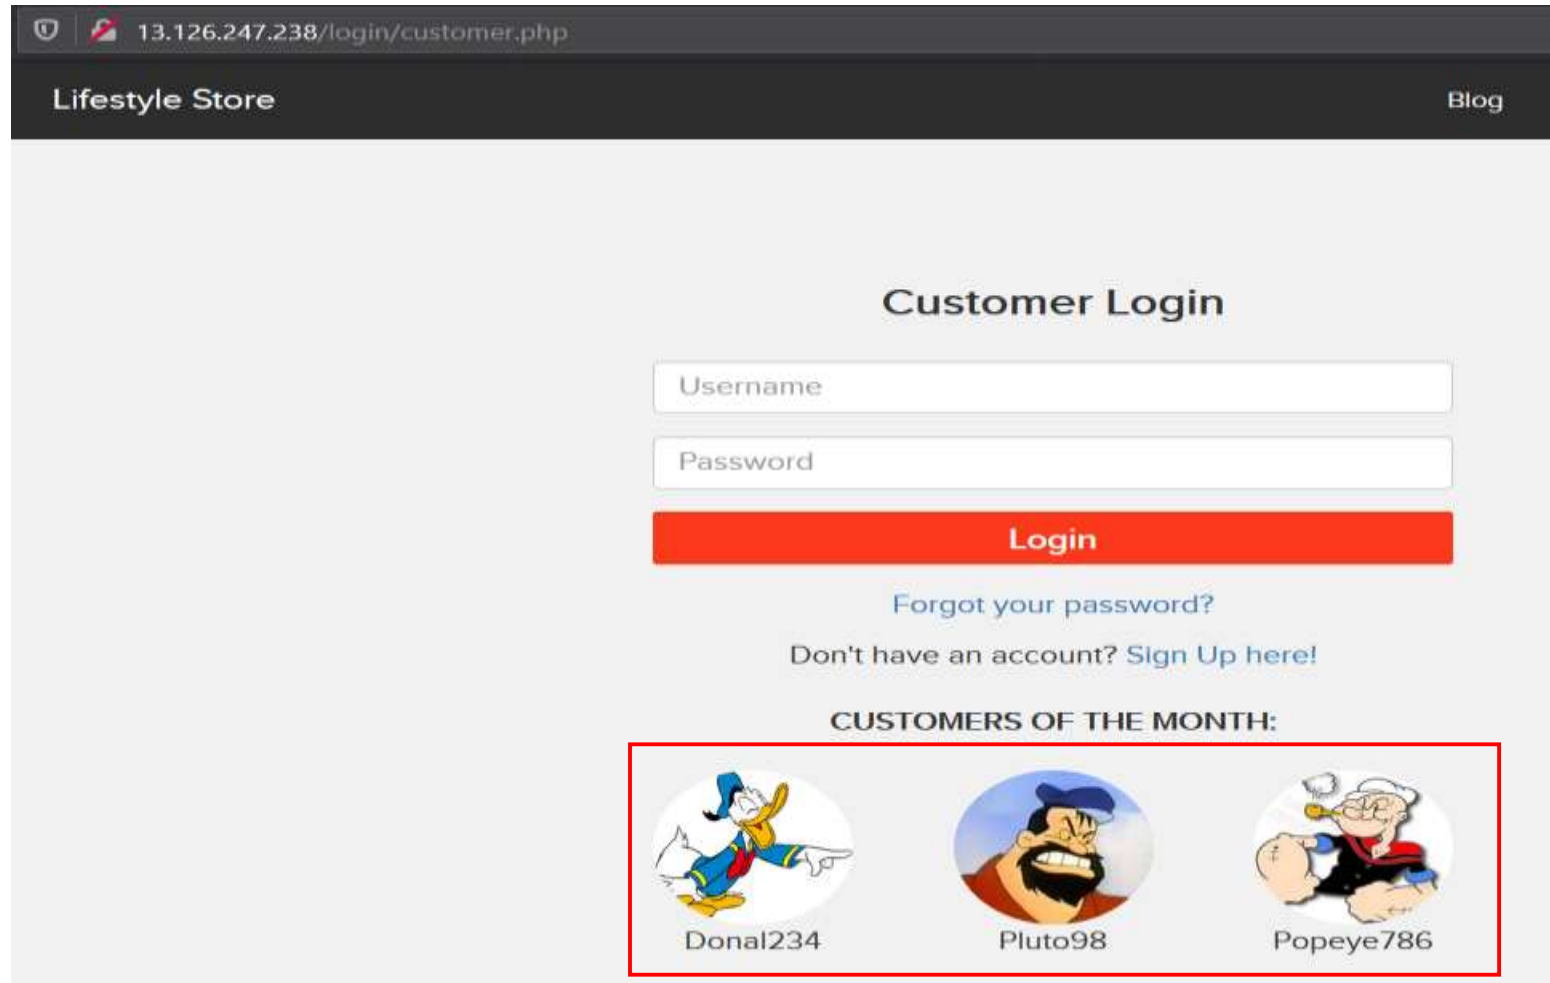 13.126.247.238/login/customer.php
Lifestyle Store Blog
Customer Login
Username
Password
Login
Forgot your password?
Don't have an account? Sign Up here!
CUSTOMERS OF THE MONTH:
Donal234 Pluto98 Popeye786